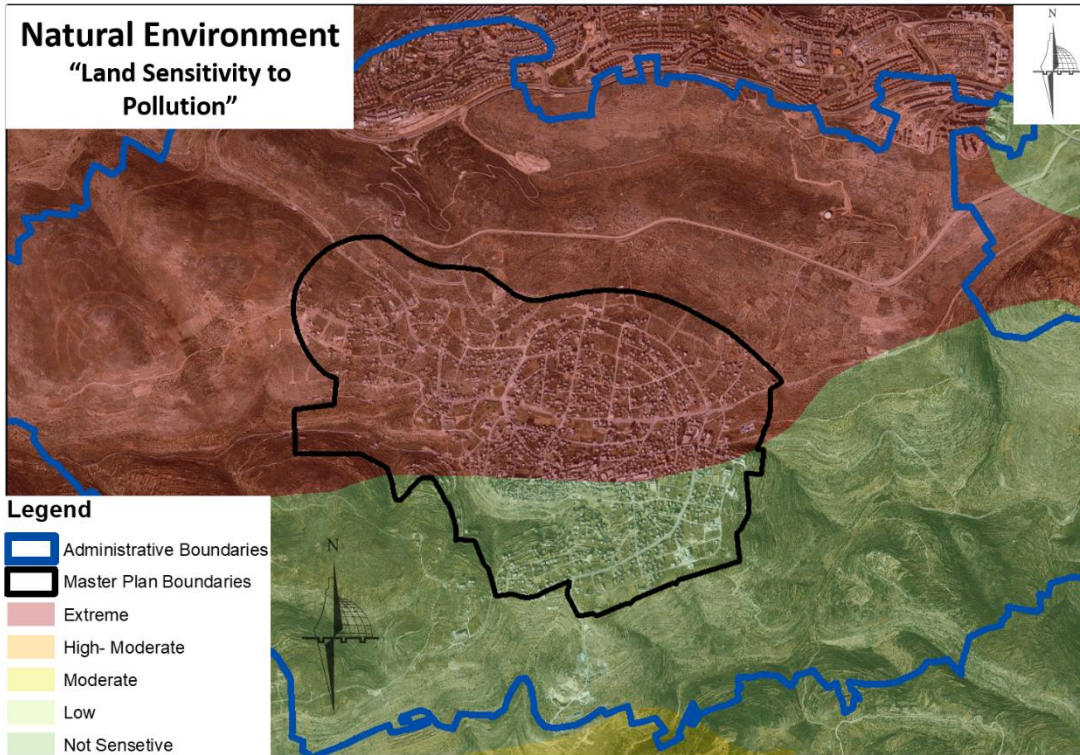 Natural Environment
“Land Sensitivity to
Pollution”
N
Legend
Administrative Boundaries
Master Plan Boundaries
Extreme
High- Moderate
Moderate
Low
Not Sensetive
N